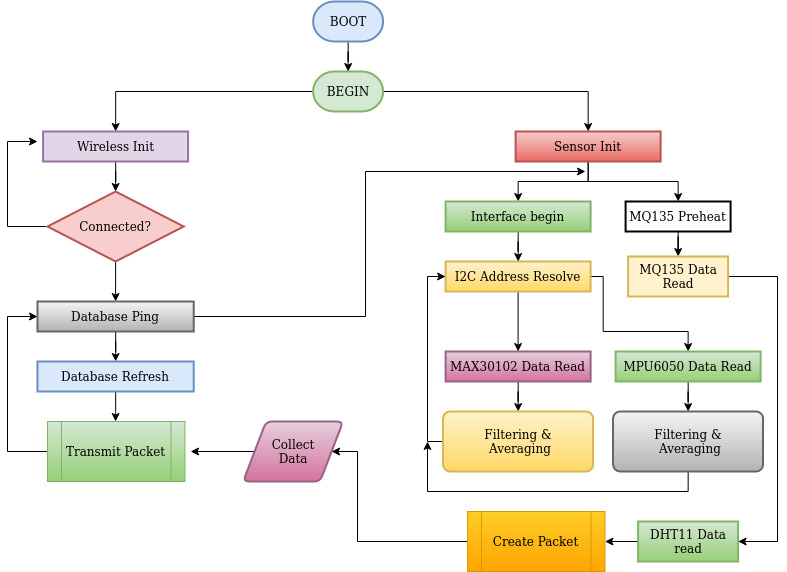 BOOT
BEGIN
Wireless Init
Sensor Init
Connected?
Interface begin
MQ135 Preheat
I2C Address Resolve
MQ135 Data
Read
Database Ping
Database Refresh
MAX30102 Data Read
MPU6050 Data Read
Transmit Packet
Collect
Data
Filtering &
Averaging
Filtering &
Averaging
Create Packet
DHT11 Data
read